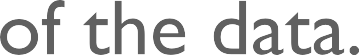 of the data.